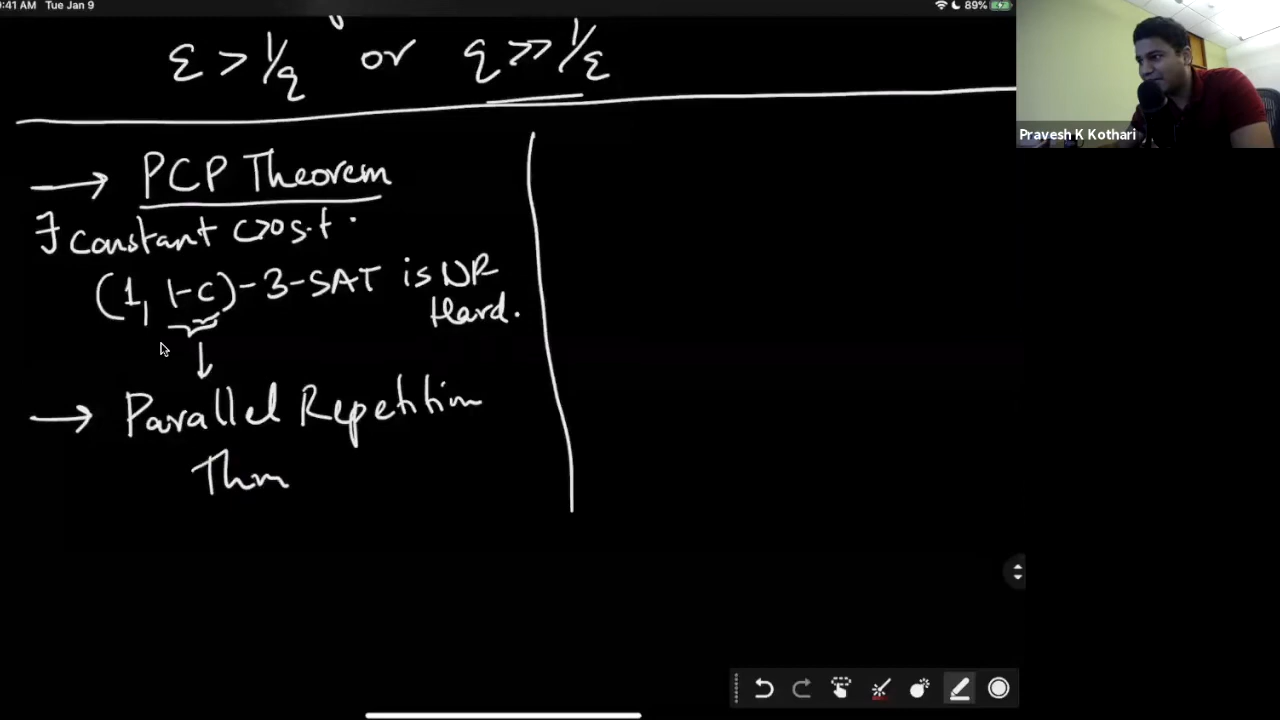 :41 AM Tue Jan 9
89%
Pravesh K Kothari
ε > 1/q or q >> 1/ε
→ PCP Theorem
∃ constant c>0 s.t.
(1, 1-c)-3-SAT is NP
Hard.
→ Parallel Repetition
Thm